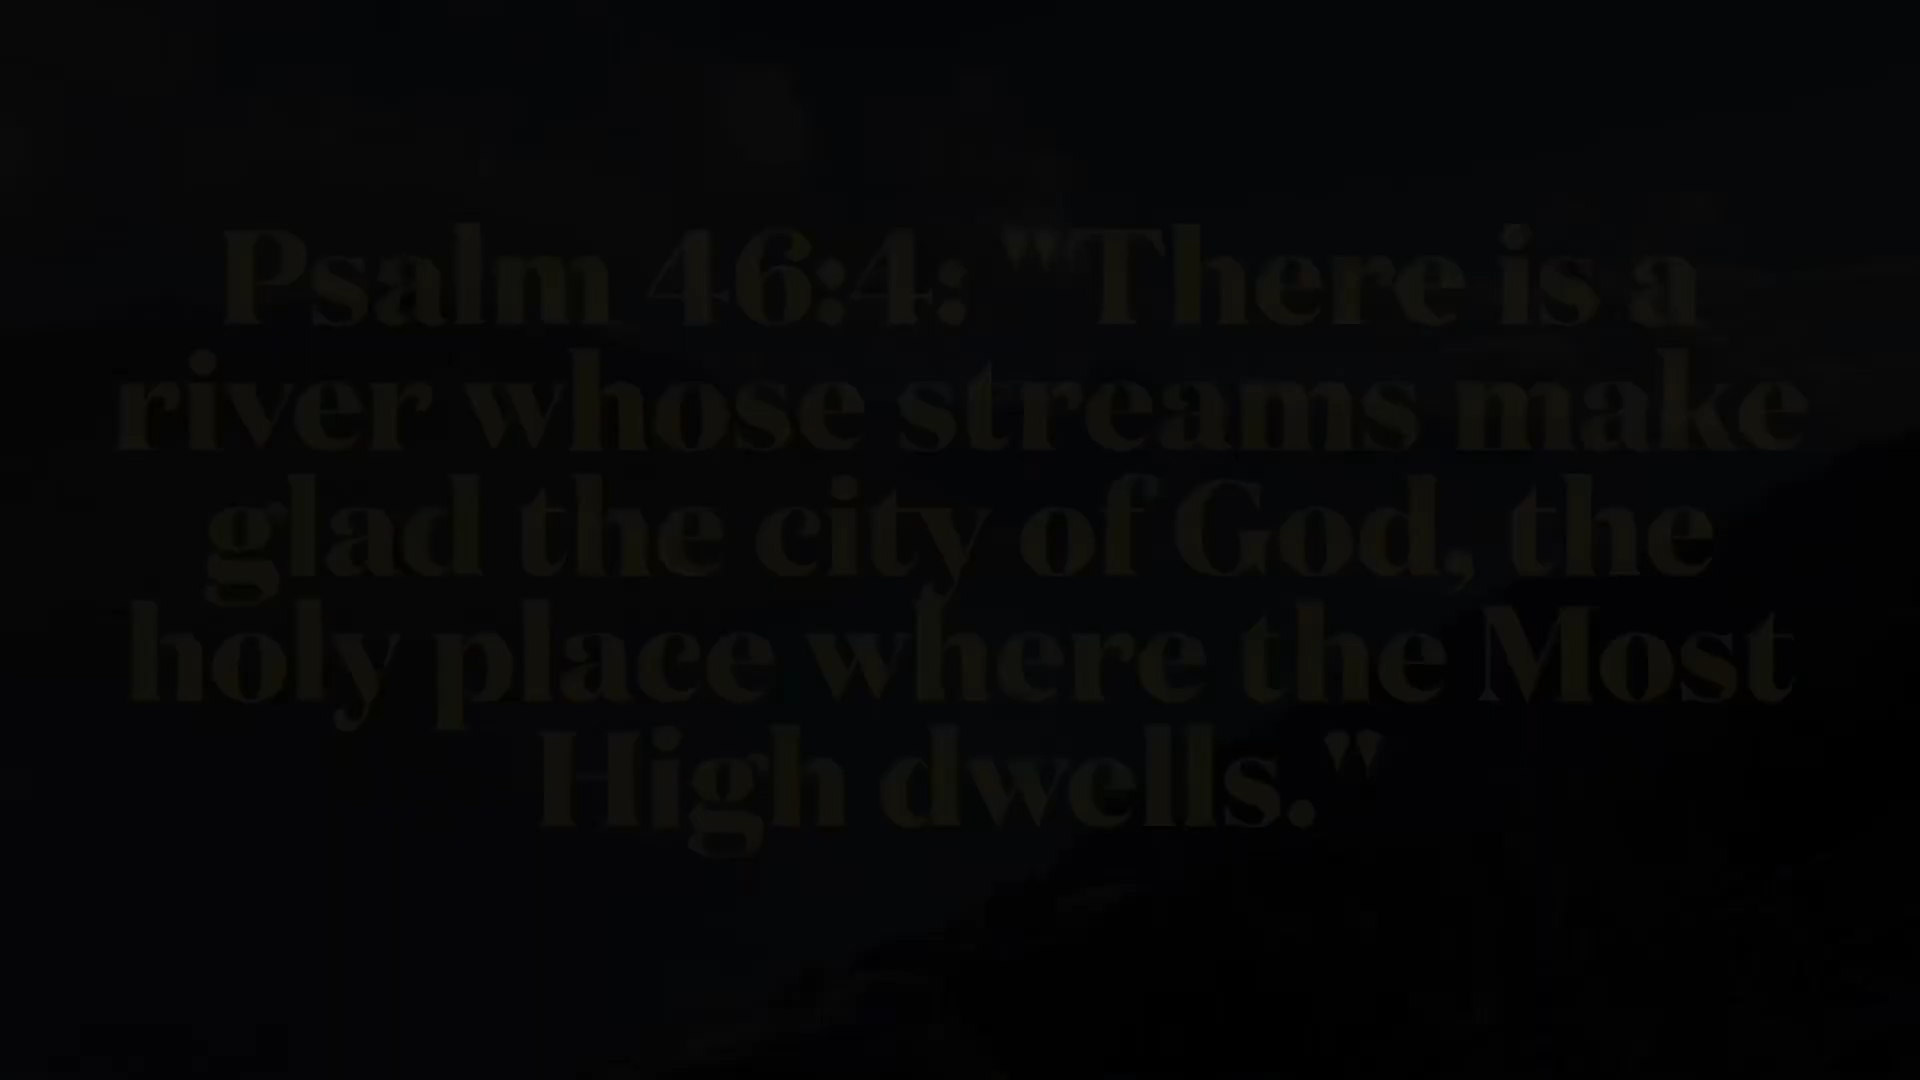 Psalm 46:4: "There is a
river whose streams make
glad the city of God, the
holy place where the Most
High dwells."